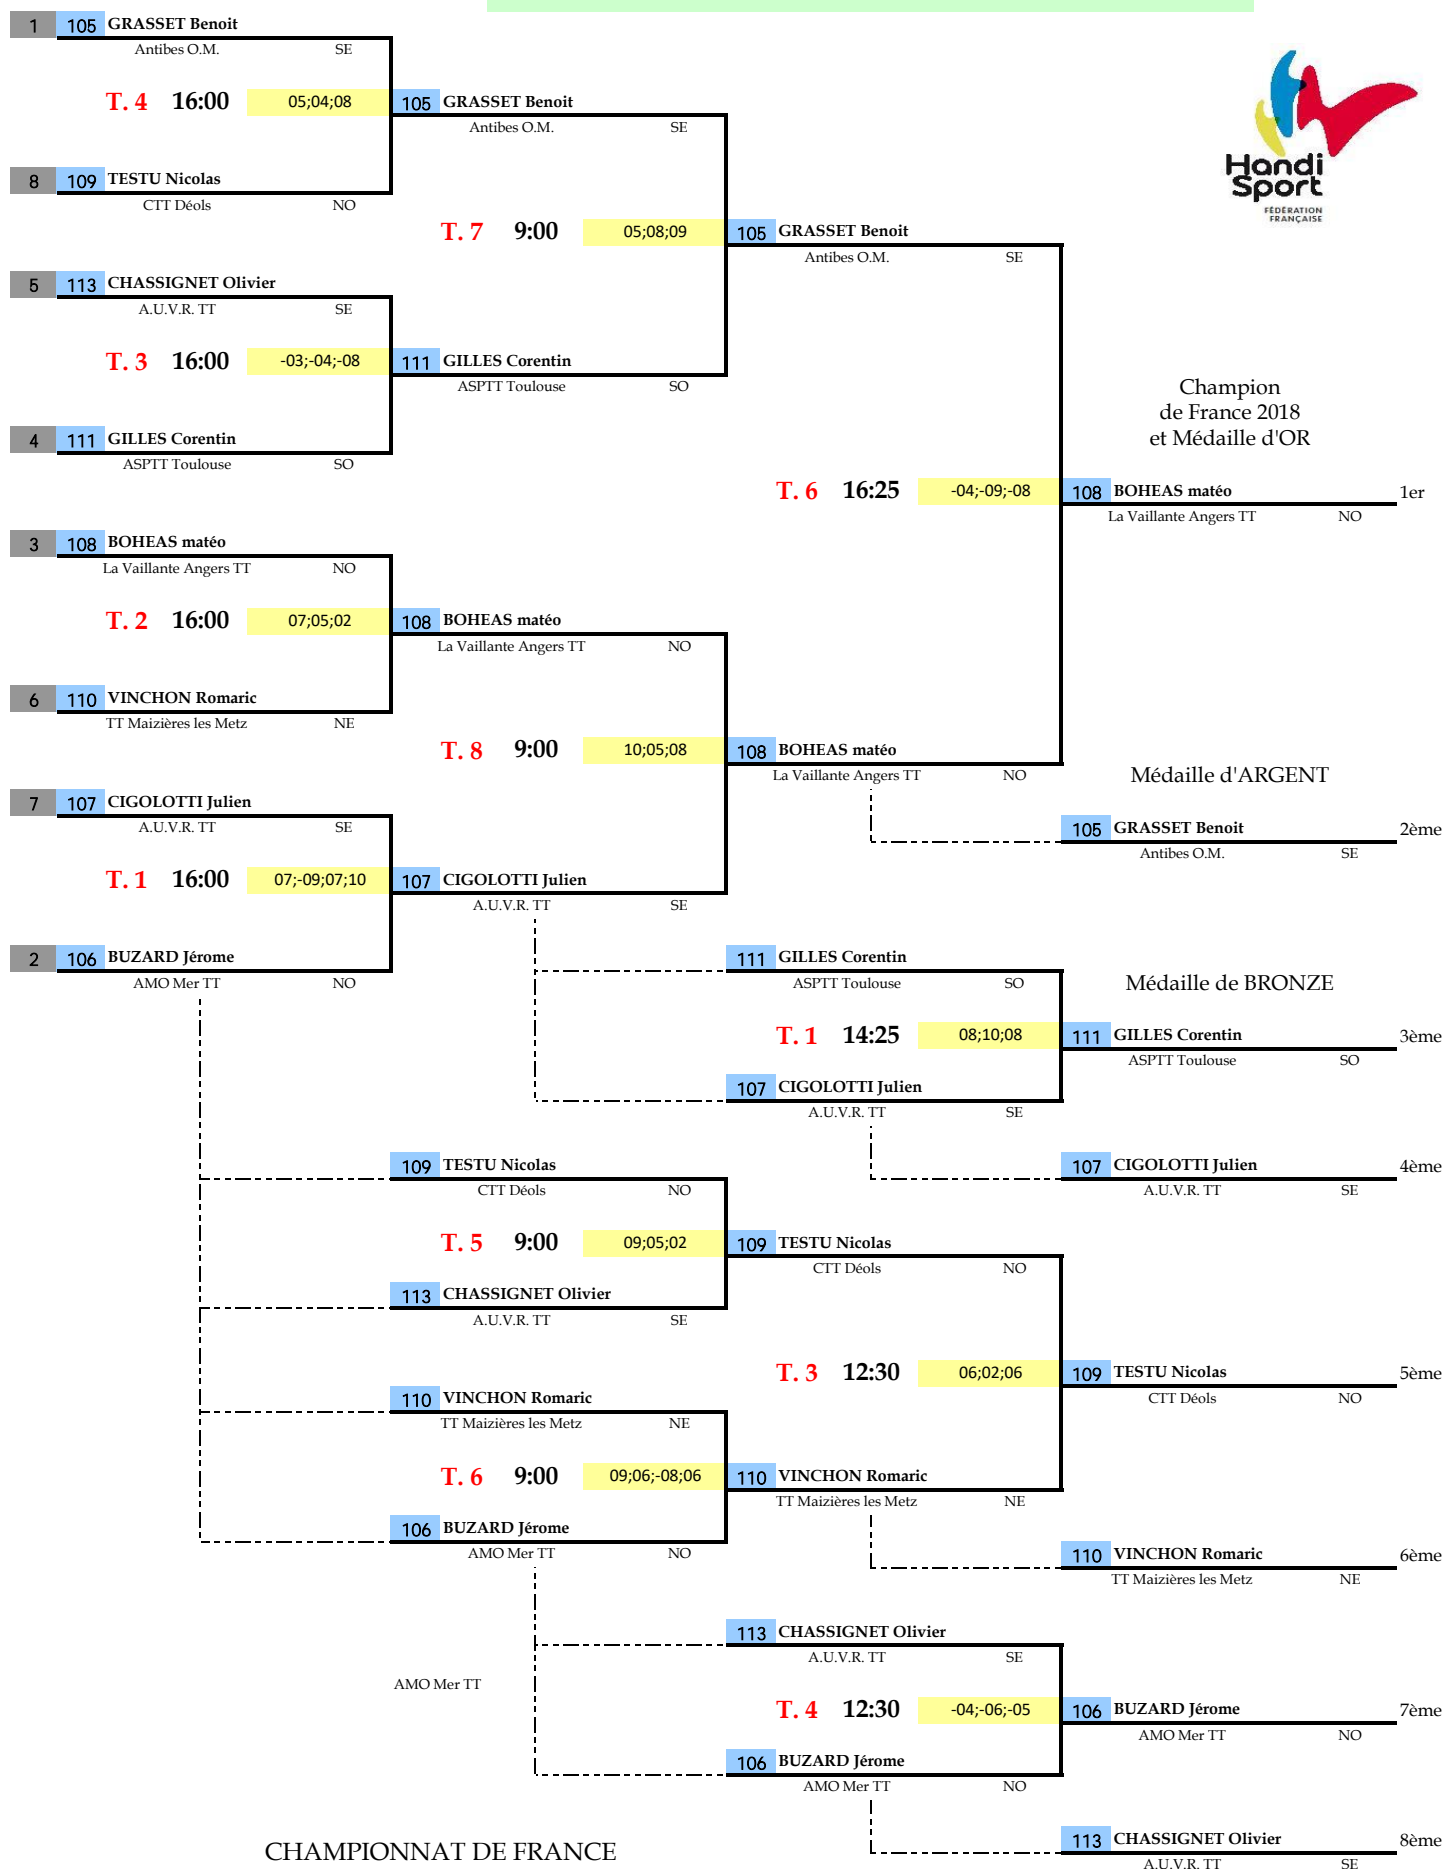 1 105 GRASSET Benoit
Antibes O.M. SE
T. 4 16:00 05;04;08 105 GRASSET Benoit
Antibes O.M. SE
Handi
Sport
FÉDÉRATION
FRANÇAISE
8 109 TESTU Nicolas
CTT Déols NO
T. 7 9:00 05;08;09 105 GRASSET Benoit
Antibes O.M. SE
5 113 CHASSIGNET Olivier
A.U.V.R. TT SE
T. 3 16:00 -03;-04;-08 111 GILLES Corentin
ASPTT Toulouse SO
Champion
de France 2018
et Médaille d'OR
4 111 GILLES Corentin
ASPTT Toulouse SO
T. 6 16:25 -04;-09;-08 108 BOHEAS matéo 1er
La Vaillante Angers TT NO
3 108 BOHEAS matéo
La Vaillante Angers TT NO
T. 2 16:00 07;05;02 108 BOHEAS matéo
La Vaillante Angers TT NO
6 110 VINCHON Romaric
TT Maizières les Metz NE
T. 8 9:00 10;05;08 108 BOHEAS matéo
La Vaillante Angers TT NO
Médaille d'ARGENT
7 107 CIGOLOTTI Julien
A.U.V.R. TT SE
105 GRASSET Benoit 2ème
Antibes O.M. SE
T. 1 16:00 07;-09;07;10 107 CIGOLOTTI Julien
A.U.V.R. TT SE
2 106 BUZARD Jérome
AMO Mer TT NO
111 GILLES Corentin
ASPTT Toulouse SO
Médaille de BRONZE
T. 1 14:25 08;10;08 111 GILLES Corentin 3ème
ASPTT Toulouse SO
107 CIGOLOTTI Julien
A.U.V.R. TT SE
109 TESTU Nicolas
CTT Déols NO
107 CIGOLOTTI Julien 4ème
A.U.V.R. TT SE
T. 5 9:00 09;05;02 109 TESTU Nicolas
CTT Déols NO
113 CHASSIGNET Olivier
A.U.V.R. TT SE
T. 3 12:30 06;02;06 109 TESTU Nicolas 5ème
CTT Déols NO
110 VINCHON Romaric
TT Maizières les Metz NE
T. 6 9:00 09;06;-08;06 110 VINCHON Romaric
TT Maizières les Metz NE
106 BUZARD Jérome
AMO Mer TT NO
110 VINCHON Romaric 6ème
TT Maizières les Metz NE
113 CHASSIGNET Olivier
A.U.V.R. TT SE
AMO Mer TT
T. 4 12:30 -04;-06;-05 106 BUZARD Jérome 7ème
AMO Mer TT NO
106 BUZARD Jérome
AMO Mer TT NO
CHAMPIONNAT DE FRANCE
113 CHASSIGNET Olivier 8ème
A.U.V.R. TT SE